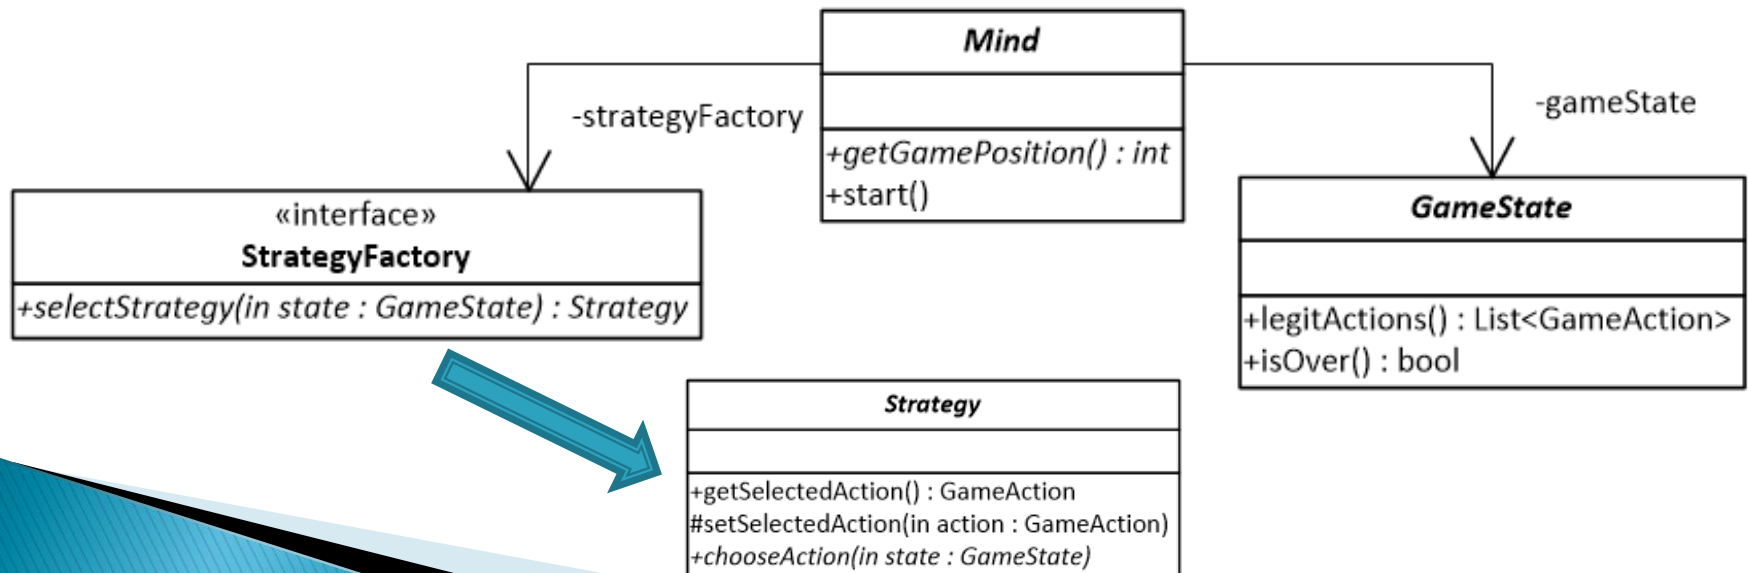 Mind
-strategyFactory
-gameState
+getGamePosition() : int
+start()
«interface»
StrategyFactory
+selectStrategy(in state : GameState) : Strategy
GameState
+legitActions() : List<GameAction>
+isOver() : bool
Strategy
+getSelectedAction() : GameAction
#setSelectedAction(in action : GameAction)
+chooseAction(in state : GameState)